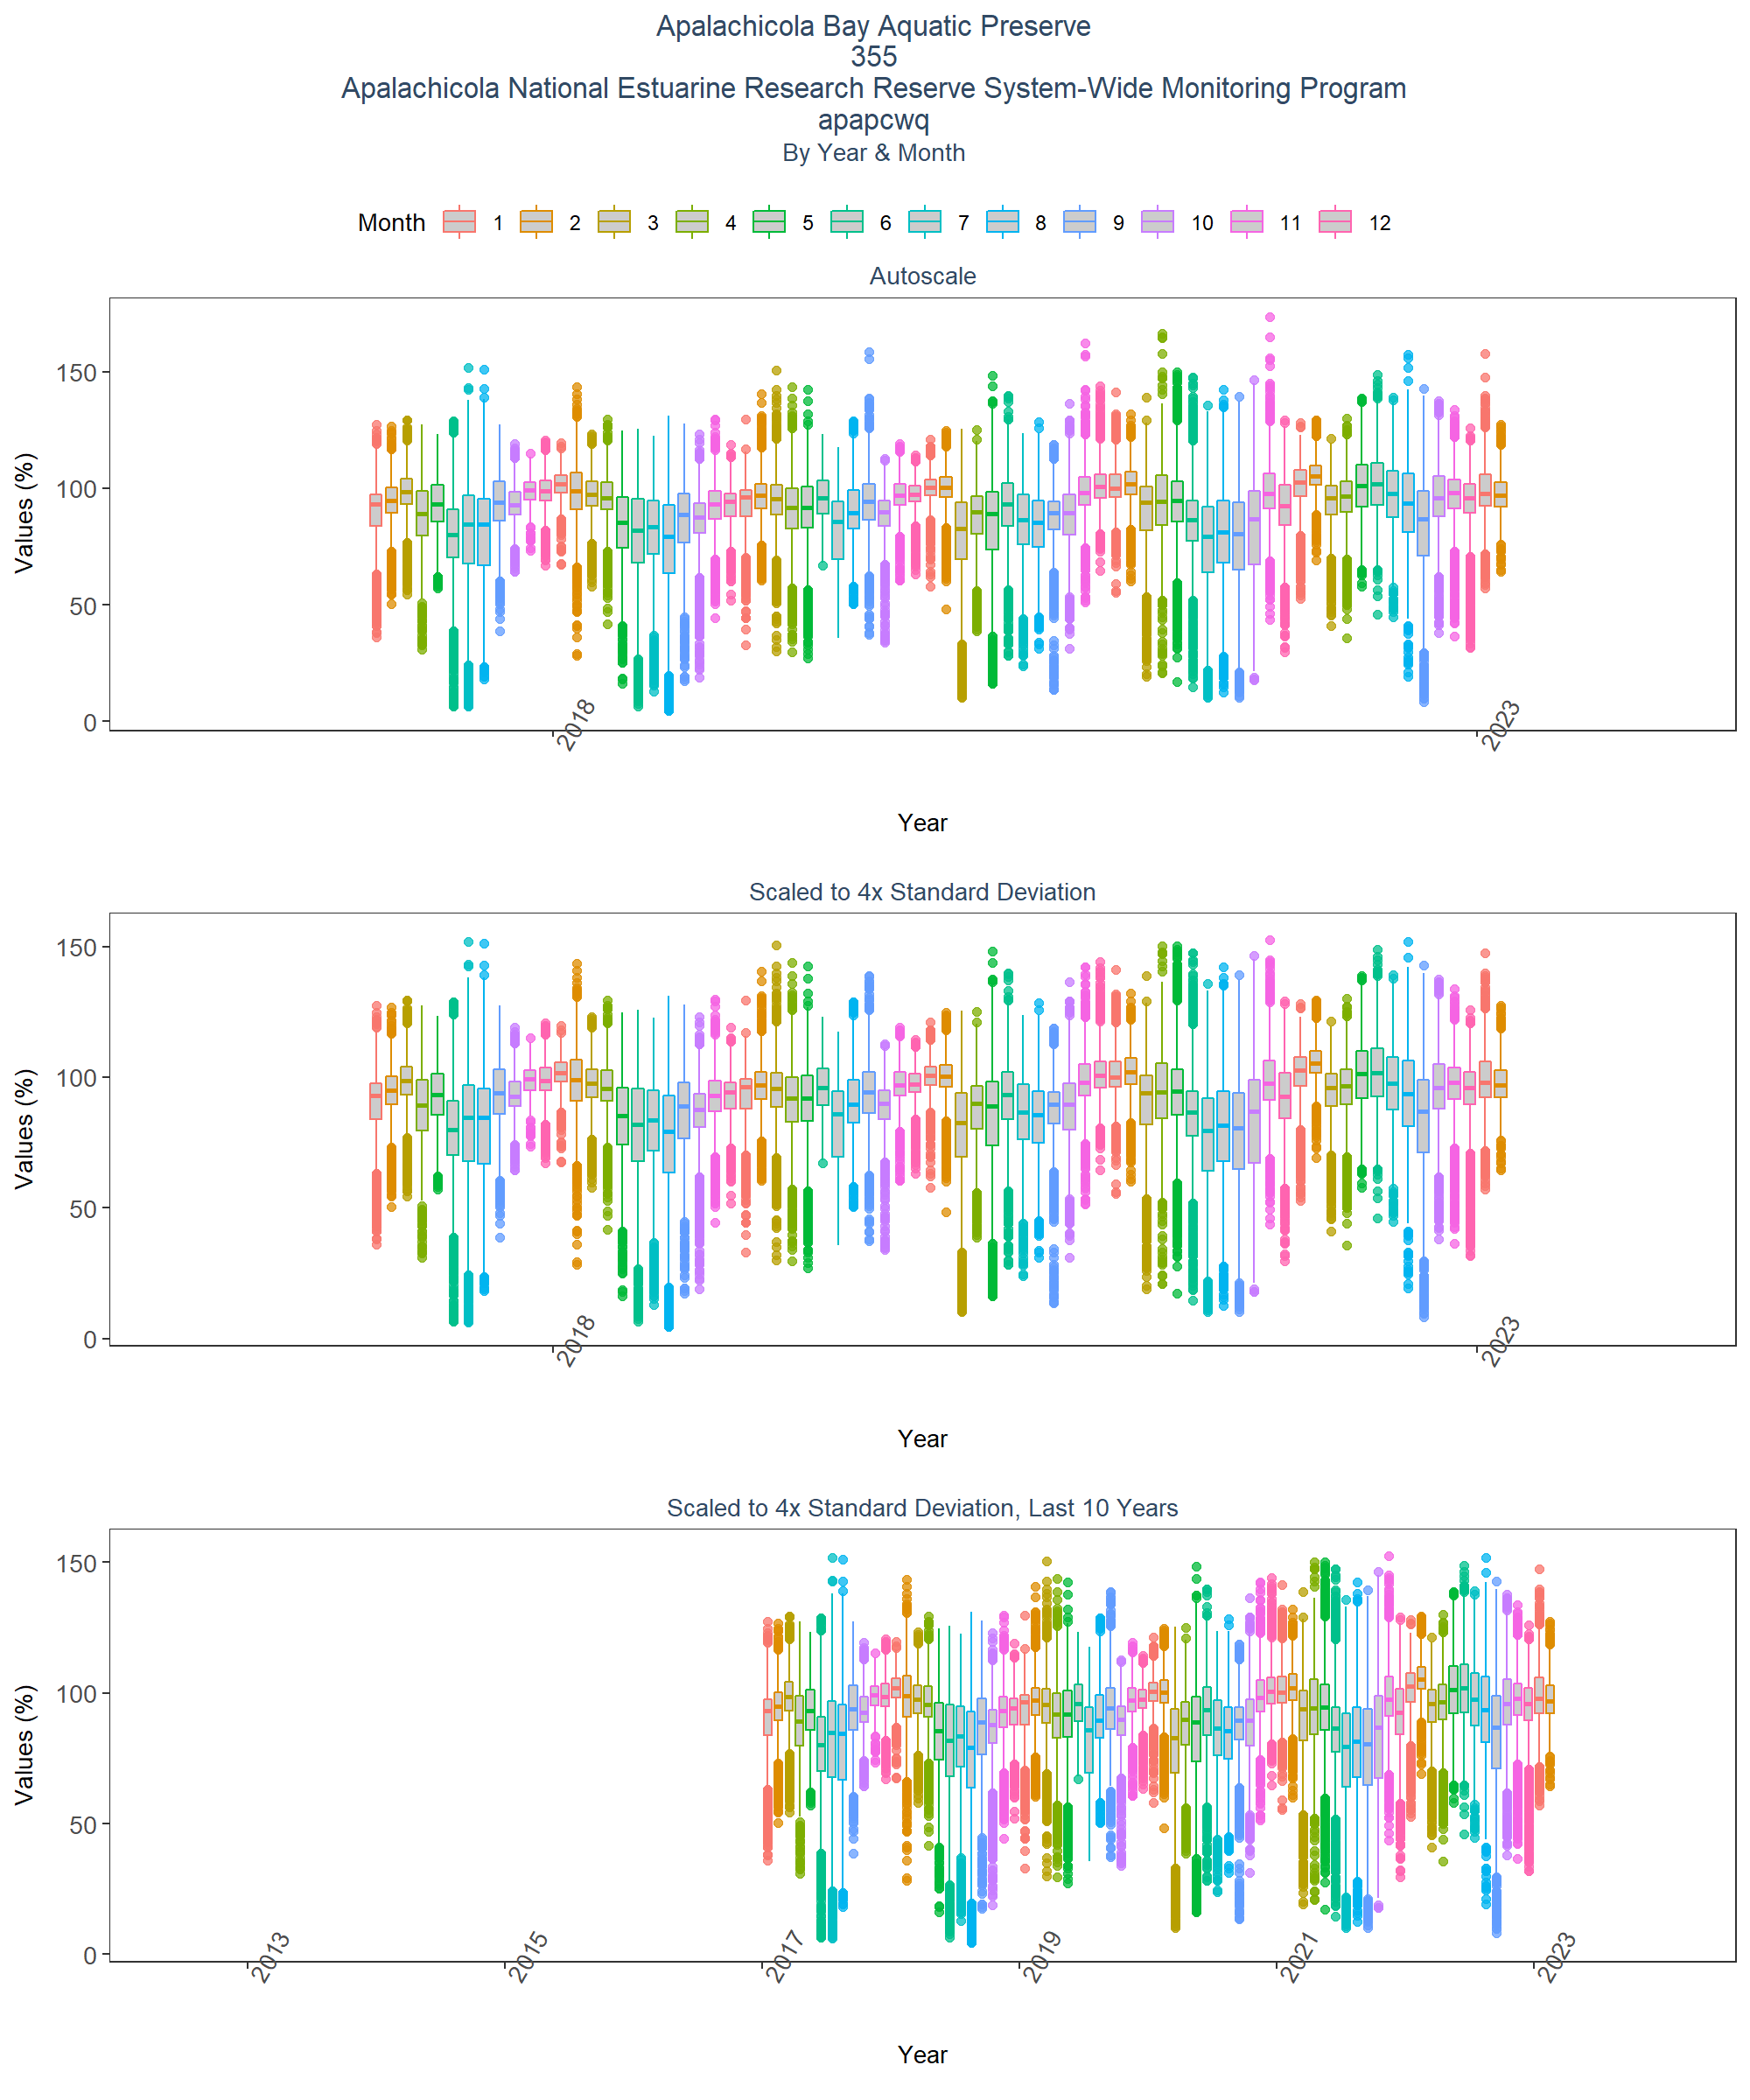 Apalachicola Bay Aquatic Preserve
355
Apalachicola National Estuarine Research Reserve System-Wide Monitoring Program
apapcwq
By Year & Month
Month 1 2 3 4 5 6 7 8 9 10 11 12
Autoscale
Values (%)
150
100
50
0
2018 2023
Year
Scaled to 4x Standard Deviation
Values (%)
150
100
50
0
2018 2023
Year
Scaled to 4x Standard Deviation, Last 10 Years
Values (%)
150
100
50
0
2013 2015 2017 2019 2021 2023
Year